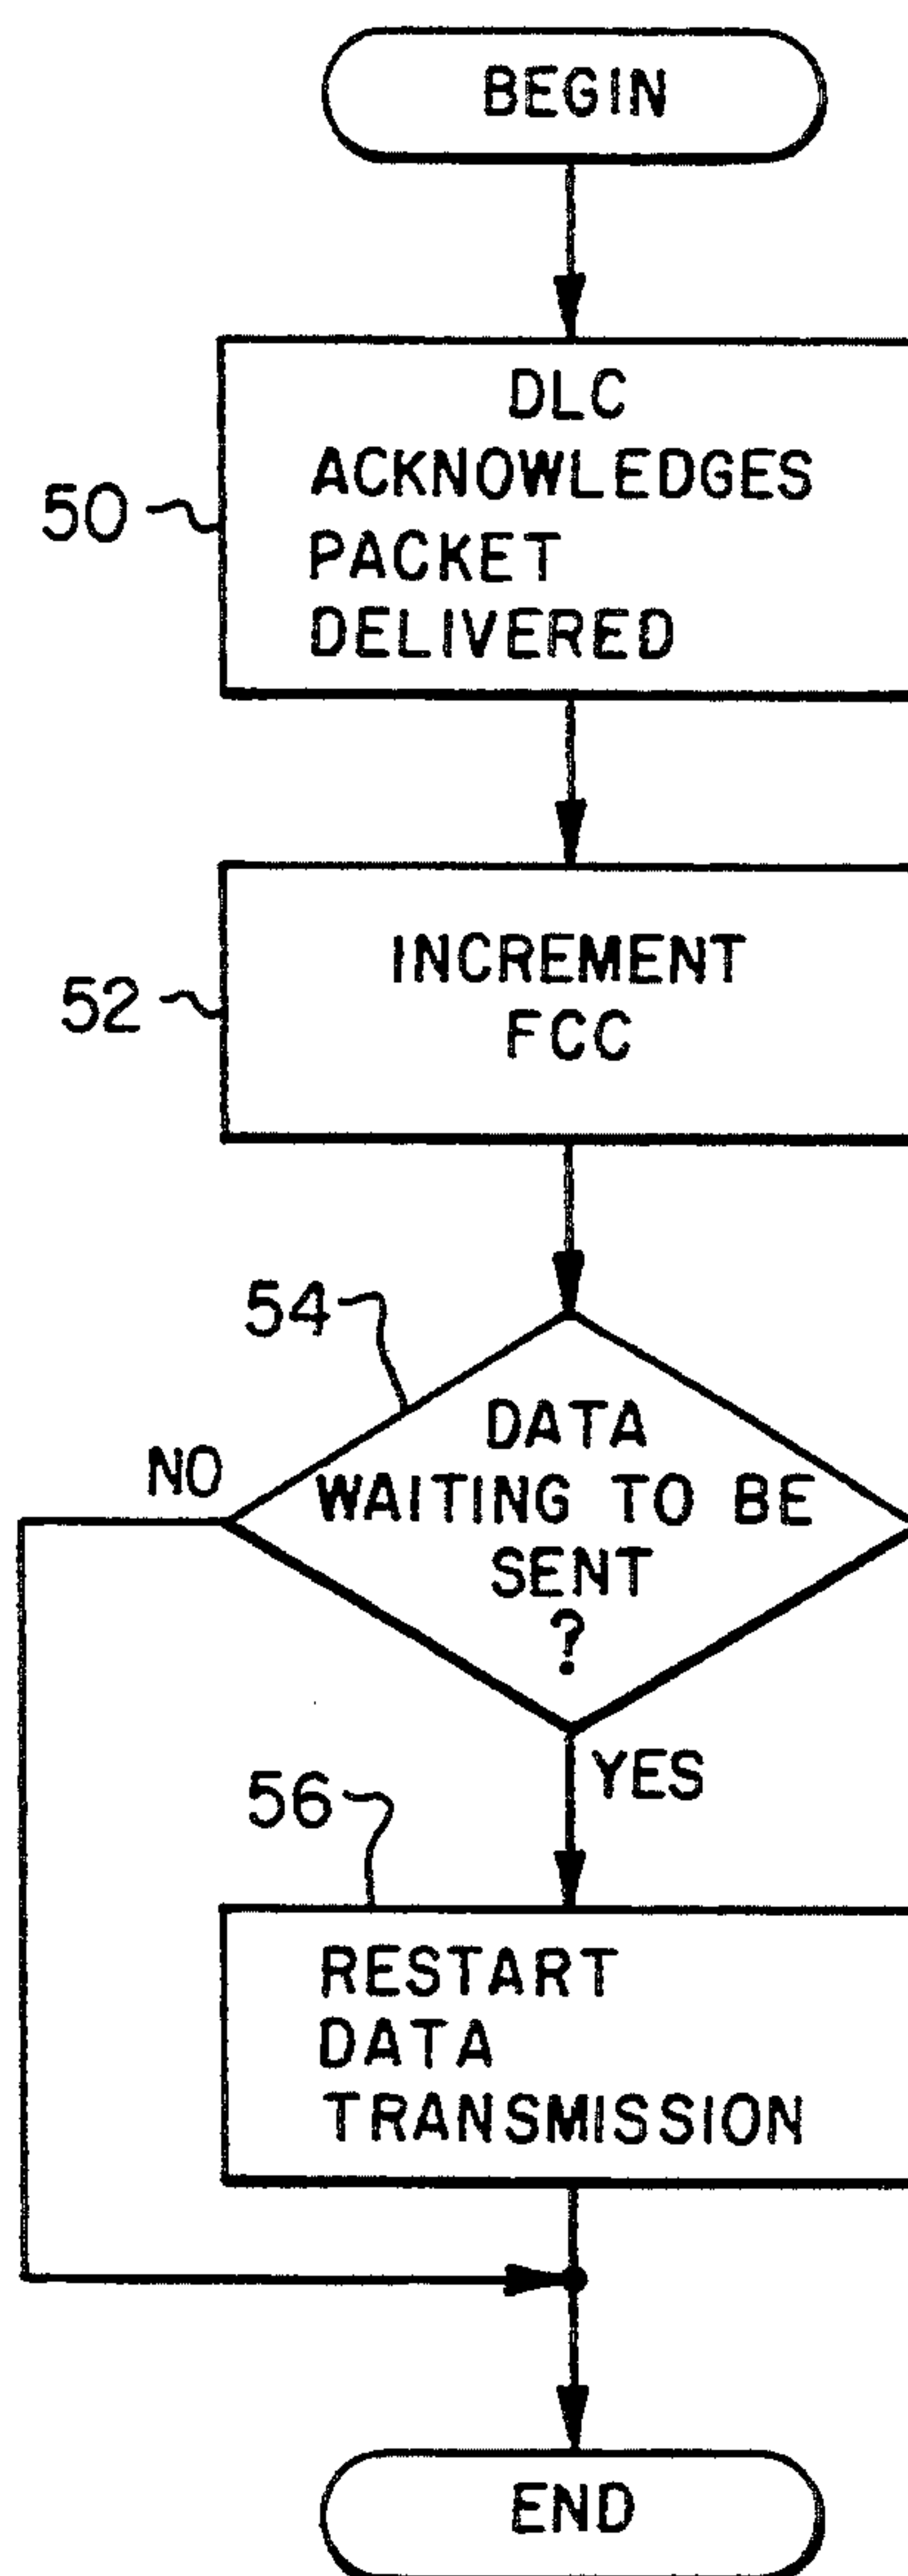 BEGIN
DLC
ACKNOWLEDGES
50
PACKET
DELIVERED
INCREMENT
52
FCC
54
DATA
NO
WAITING TO BE
SENT
?
YES
56
RESTART
DATA
TRANSMISSION
END